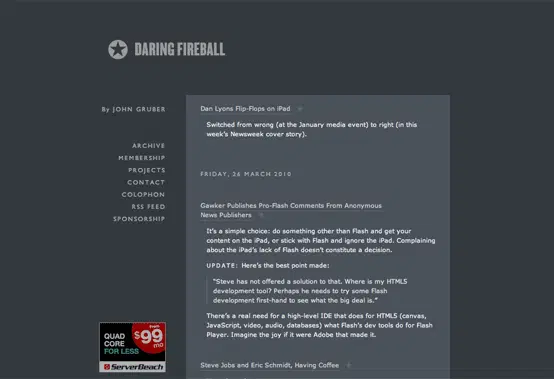 DARING FIREBALL
By JOHN GRUBER
ARCHIVE
MEMBERSHIP
PROJECTS
CONTACT
COLOPHON
RSS FEED
SPONSORSHIP
QUAD
CORE
FOR LESS
$99
mo
SERVERBEACH
Dan Lyons Flip-Flops on iPad ★
Switched from wrong (at the January media event) to right (in this
week's Newsweek cover story).
FRIDAY, 26 MARCH 2010
Gawker Publishes Pro-Flash Comments From Anonymous
News Publishers ★
It's a simple choice: do something other than Flash and get your
content on the iPad, or stick with Flash and ignore the iPad. Complaining
about the iPad's lack of Flash doesn't constitute a decision.
UPDATE: Here's the best point made:
"Steve has not offered a solution to that. Where is my HTML5
development tool? Perhaps he needs to try some Flash
development first-hand to see what the big deal is."
There's a real need for a high-level IDE that does for HTML5 (canvas,
JavaScript, video, audio, databases) what Flash's dev tools do for Flash
Player. Imagine the joy if it were Adobe that made it.
Steve Jobs and Eric Schmidt, Having Coffee ★